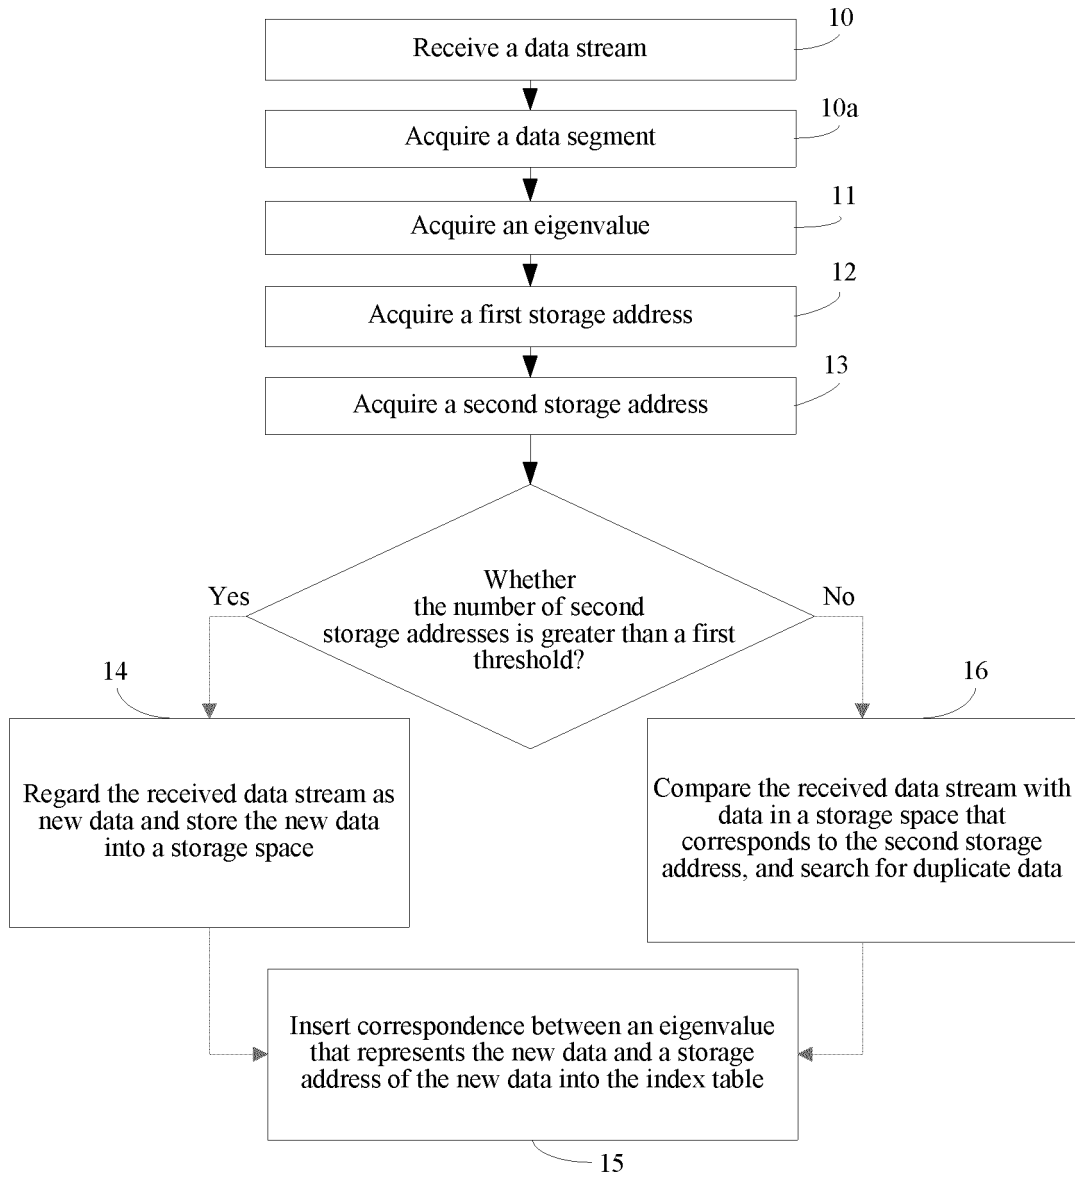 10
Receive a data stream
10a
Acquire a data segment
11
Acquire an eigenvalue
12
Acquire a first storage address
13
Acquire a second storage address
Whether
the number of second
storage addresses is greater than a first
threshold?
Yes
No
14
Regard the received data stream as
new data and store the new data
into a storage space
16
Compare the received data stream with
data in a storage space that
corresponds to the second storage
address, and search for duplicate data
Insert correspondence between an eigenvalue
that represents the new data and a storage
address of the new data into the index table
15